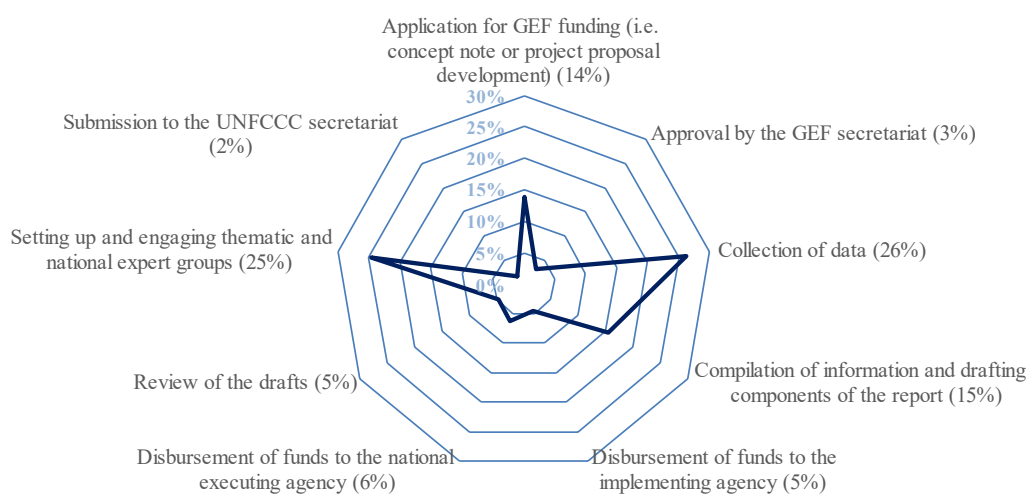 Application for GEF funding (i.e.
concept note or project proposal
development) (14%)
30%
25%
20%
15%
10%
5%
0%
Approval by the GEF secretariat (3%)
Collection of data (26%)
Compilation of information and drafting
components of the report (15%)
Disbursement of funds to the
implementing agency (5%)
Disbursement of funds to the national
executing agency (6%)
Review of the drafts (5%)
Setting up and engaging thematic and
national expert groups (25%)
Submission to the UNFCCC secretariat
(2%)